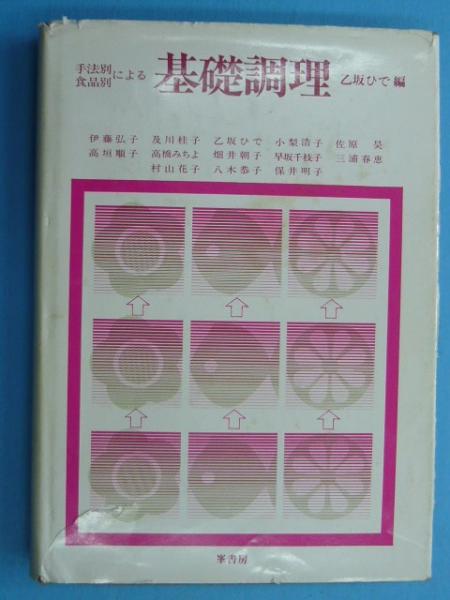 手法別
食品別による 基礎調理 乙坂ひで 編
伊藤弘子 及川桂子 乙坂ひで 小梨清子 佐原昊
高垣順子 高橋みちよ 畑井朝子 早坂千枝子 三浦春恵
村山花子 八木恭子 保井明子
峯書房